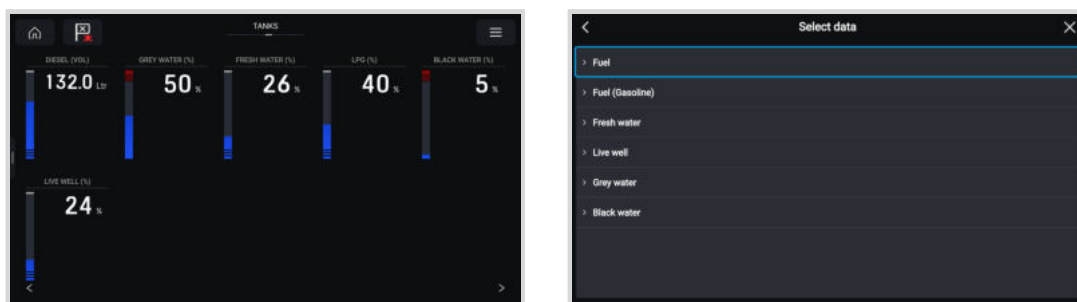 TANKS
DIESEL (VOL)
132.0 Ltr
GREY WATER (%)
50 %
FRESH WATER (%)
26 %
LPG (%)
40 %
BLACK WATER (%)
5 %
LIVE WELL (%)
24 %
Select data
Fuel
Fuel (Gasoline)
Fresh water
Live well
Grey water
Black water